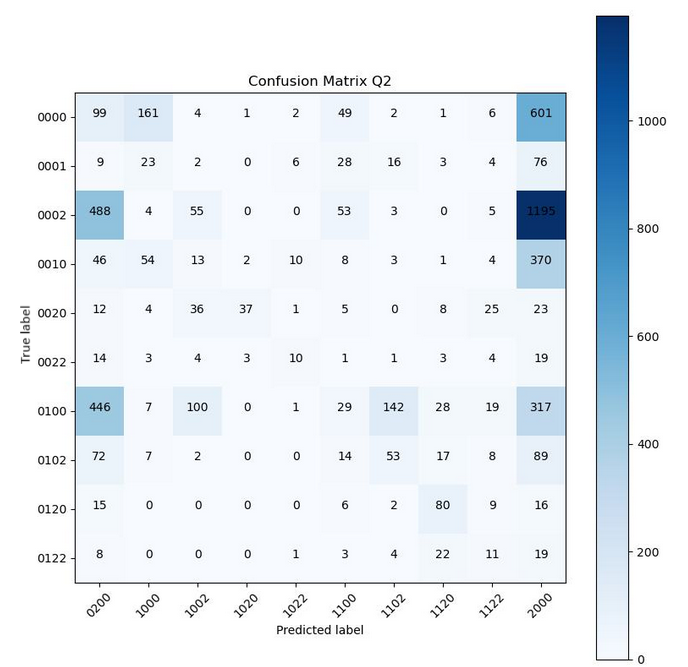 Confusion Matrix Q2
0000 99 161 4 1 2 49 2 1 6 601
0001 9 23 2 0 6 28 16 3 4 76
0002 488 4 55 0 0 53 3 0 5 1195
0010 46 54 13 2 10 8 3 1 4 370
0020 12 4 36 37 1 5 0 8 25 23
0022 14 3 4 3 10 1 1 3 4 19
0100 446 7 100 0 1 29 142 28 19 317
0102 72 7 2 0 0 14 53 17 8 89
0120 15 0 0 0 0 6 2 80 9 16
0122 8 0 0 0 1 3 4 22 11 19
0200 1000 1002 1020 1022 1100 1102 1120 1122 2000
Predicted label
True label
1000
800
600
400
200
0